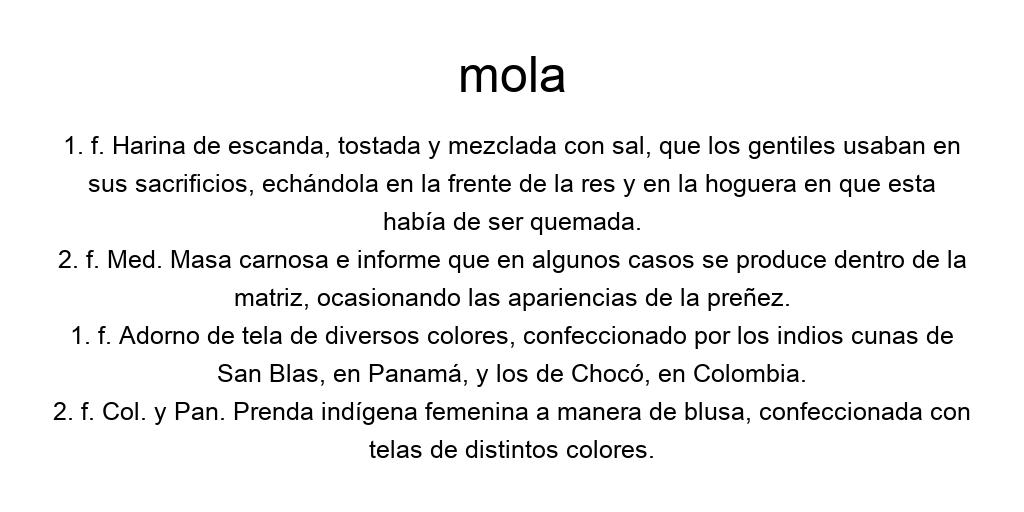 mola
1. f. Harina de escanda, tostada y mezclada con sal, que los gentiles usaban en
sus sacrificios, echándola en la frente de la res y en la hoguera en que esta
había de ser quemada.
2. f. Med. Masa carnosa e informe que en algunos casos se produce dentro de la
matriz, ocasionando las apariencias de la preñez.
1. f. Adorno de tela de diversos colores, confeccionado por los indios cunas de
San Blas, en Panamá, y los de Chocó, en Colombia.
2. f. Col. y Pan. Prenda indígena femenina a manera de blusa, confeccionada con
telas de distintos colores.